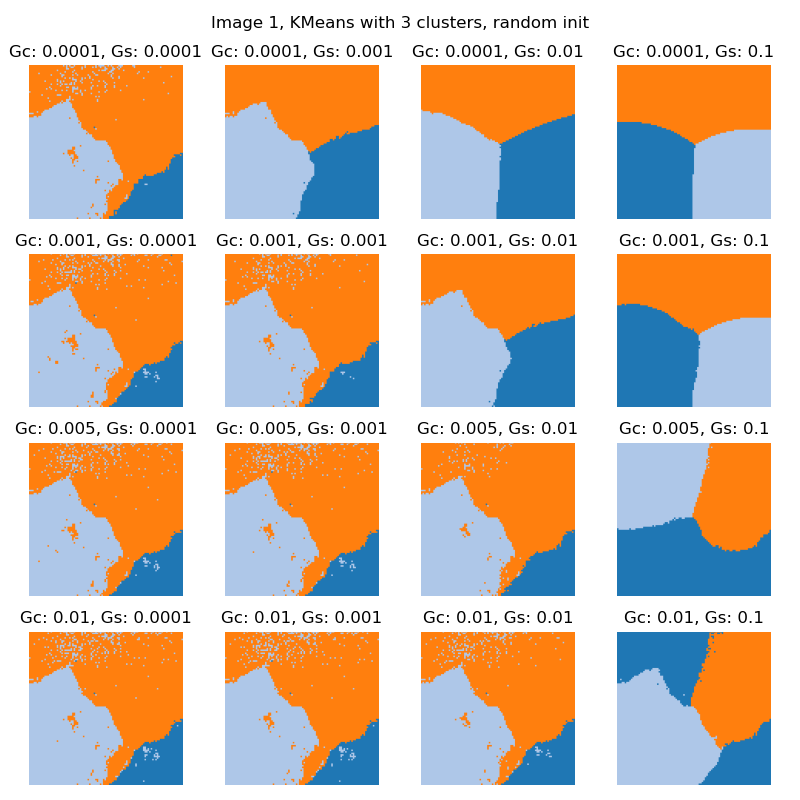 Image 1, KMeans with 3 clusters, random init
Gc: 0.0001, Gs: 0.0001
Gc: 0.0001, Gs: 0.001
Gc: 0.0001, Gs: 0.01
Gc: 0.0001, Gs: 0.1
Gc: 0.001, Gs: 0.0001
Gc: 0.001, Gs: 0.001
Gc: 0.001, Gs: 0.01
Gc: 0.001, Gs: 0.1
Gc: 0.005, Gs: 0.0001
Gc: 0.005, Gs: 0.001
Gc: 0.005, Gs: 0.01
Gc: 0.005, Gs: 0.1
Gc: 0.01, Gs: 0.0001
Gc: 0.01, Gs: 0.001
Gc: 0.01, Gs: 0.01
Gc: 0.01, Gs: 0.1